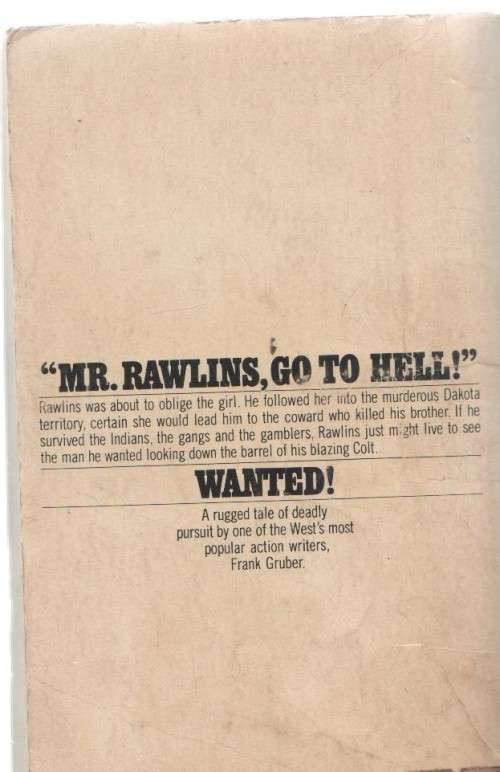 “MR. RAWLINS, GO TO HELL!”
Rawlins was about to oblige the girl. He followed her into the murderous Dakota
territory, certain she would lead him to the coward who killed his brother. If he
survived the Indians, the gangs and the gamblers, Rawlins just might live to see
the man he wanted looking down the barrel of his blazing Colt.
WANTED!
A rugged tale of deadly
pursuit by one of the West's most
popular action writers,
Frank Gruber.